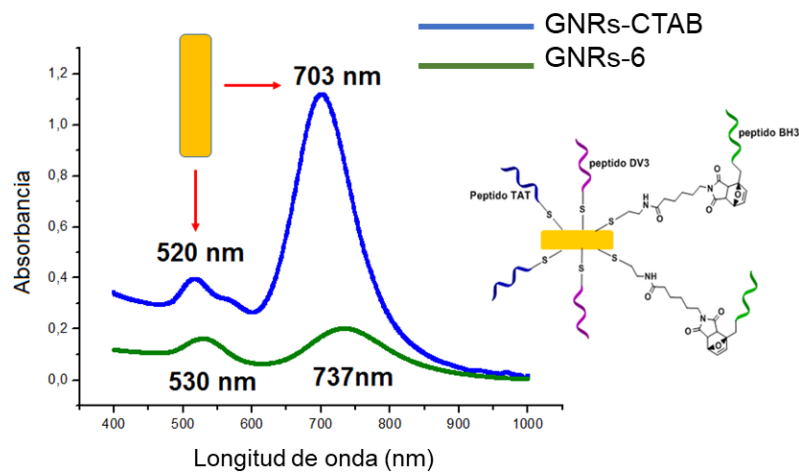 GNRs-CTAB
GNRs-6
1,2
1,0
0,8
0,6
0,4
0,2
0,0
Absorbancia
703 nm
520 nm
530 nm
737nm
400
500
600
700
800
900
1000
Longitud de onda (nm)
peptido BH3
peptido DV3
Peptido TAT
S
S
S
NH
O
O
N
O
O
S
S
S
NH
O
O
N
O
O